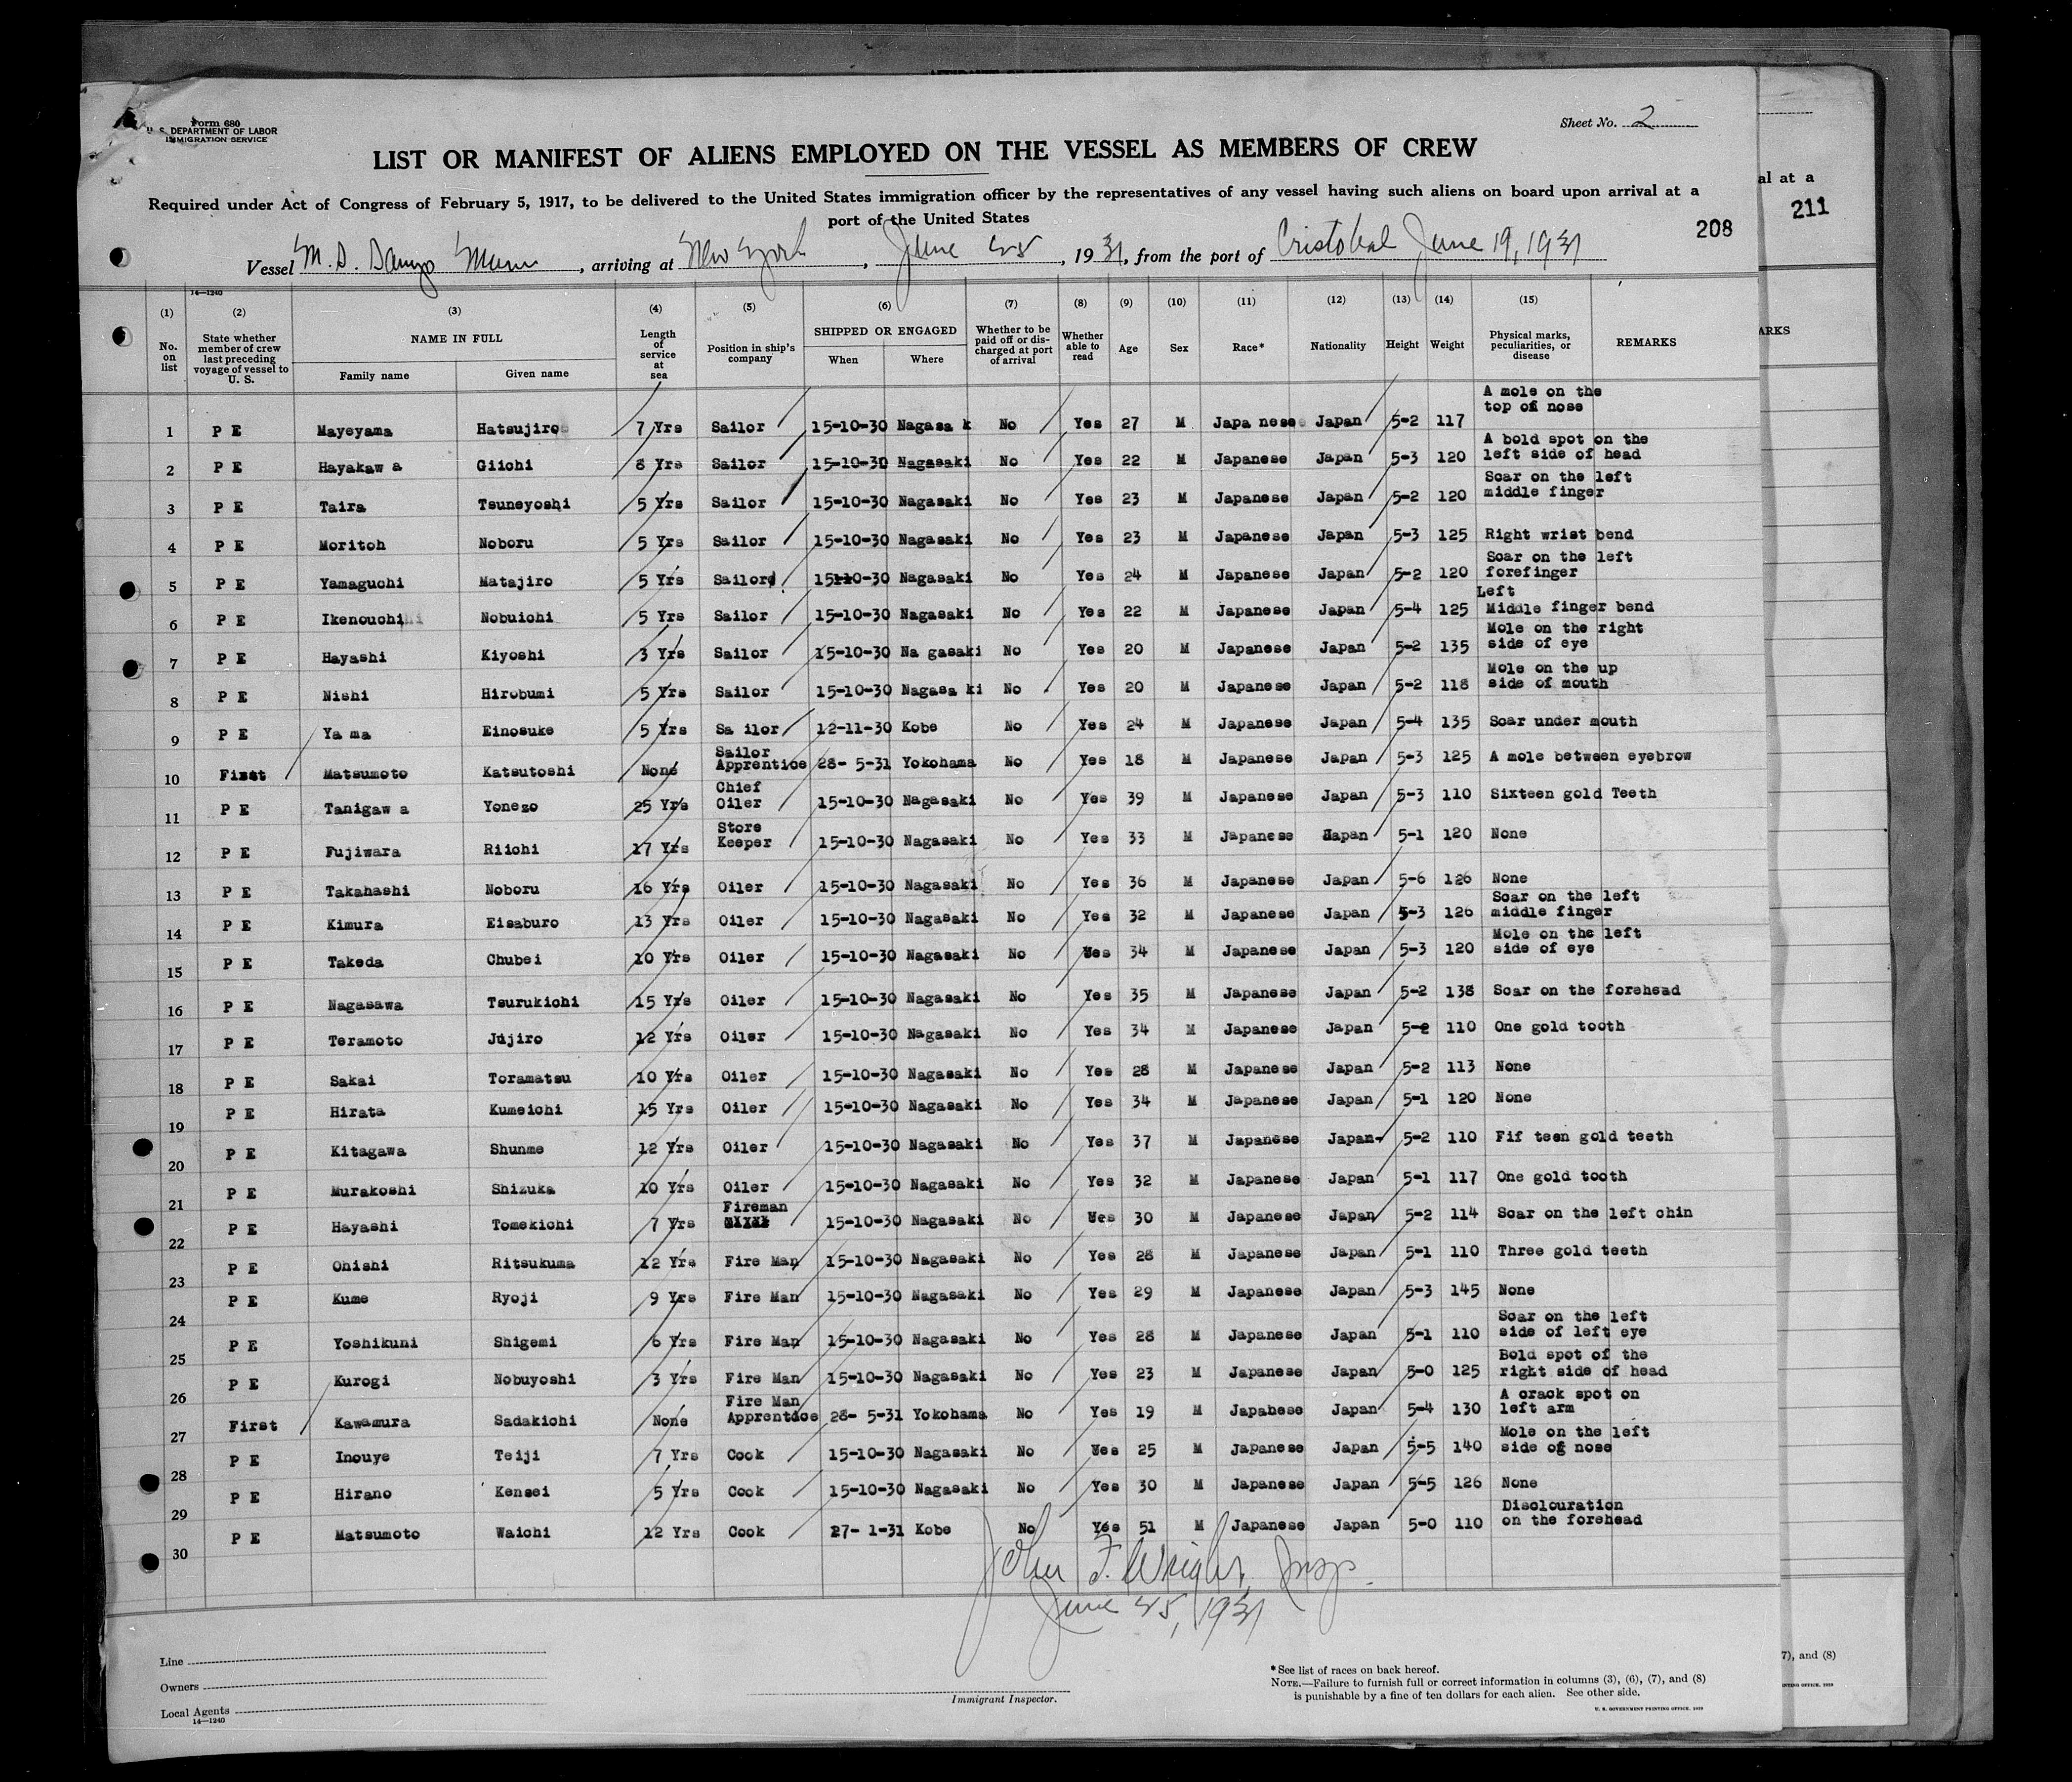 Form 680
U. S. DEPARTMENT OF LABOR
IMMIGRATION SERVICE
Sheet No. 2
LIST OR MANIFEST OF ALIENS EMPLOYED ON THE VESSEL AS MEMBERS OF CREW
Required under Act of Congress of February 5, 1917, to be delivered to the United States immigration officer by the representatives of any vessel having such aliens on board upon arrival at a
port of the United States
al at a
208
211
Vessel M. S. Maru, arriving at New York, June 25, 1931, from the port of Cristobal June 19, 1931
14—1240
(1) No. on list
(2) State whether member of crew last preceding voyage of vessel to U. S.
(3) NAME IN FULL Family name Given name
(4) Length of service at sea
(5) Position in ship's company
(6) SHIPPED OR ENGAGED When Where
(7) Whether to be paid off or discharged at port of arrival
(8) Whether able to read
(9) Age
(10) Sex
(11) Race*
(12) Nationality
(13) Height
(14) Weight
(15) Physical marks, peculiarities, or disease
REMARKS
ARKS
1 P E Mayeyama Hatsujiro 7 Yrs Sailor 15-10-30 Nagasa k No Yes 27 M Japa nese Japan 5-2 117 A mole on the top of nose
2 P E Hayakaw a Giichi 8 Yrs Sailor 15-10-30 Nagasaki No Yes 22 M Japanese Japan 5-3 120 A bold spot on the left side of head
3 P E Taira Tsuneyoshi 5 Yrs Sailor 15-10-30 Nagasaki No Yes 23 M Japanese Japan 5-2 120 Scar on the left middle finger
4 P E Moritoh Noboru 5 Yrs Sailor 15-10-30 Nagasaki No Yes 23 M Japanese Japan 5-3 125 Right wrist bend
5 P E Yamaguchi Matajiro 5 Yrs Sailor 15-10-30 Nagasaki No Yes 24 M Japanese Japan 5-2 120 Scar on the left forefinger
6 P E Ikenouchi Nobuichi 5 Yrs Sailor 15-10-30 Nagasaki No Yes 22 M Japanese Japan 5-4 125 Left Middle finger bend
7 P E Hayashi Kiyoshi 3 Yrs Sailor 15-10-30 Na gasaki No Yes 20 M Japanese Japan 5-2 135 Mole on the right side of eye
8 P E Nishi Hirobumi 5 Yrs Sailor 15-10-30 Nagasa ki No Yes 20 M Japanese Japan 5-2 118 Mole on the up side of mouth
9 P E Ya ma Einosuke 5 Yrs Sa ilor 12-11-30 Kobe No Yes 24 M Japanese Japan 5-4 135 Scar under mouth
10 First Matsumoto Katsutoshi None Sailor Apprentice 28- 5-31 Yokohama No Yes 18 M Japanese Japan 5-3 125 A mole between eyebrow
11 P E Tanigaw a Yonezo 25 Yrs Chief Oiler 15-10-30 Nagasaki No Yes 39 M Japanese Japan 5-3 110 Sixteen gold Teeth
12 P E Fujiwara Riichi 17 Yrs Store Keeper 15-10-30 Nagasaki No Yes 33 M Japanese Japan 5-1 120 None
13 P E Takahashi Noboru 16 Yrs Oiler 15-10-30 Nagasaki No Yes 36 M Japanese Japan 5-6 126 None
14 P E Kimura Eisaburo 13 Yrs Oiler 15-10-30 Nagasaki No Yes 32 M Japanese Japan 5-3 126 Scar on the left middle finger
15 P E Takeda Chubei 10 Yrs Oiler 15-10-30 Nagasaki No Yes 34 M Japanese Japan 5-3 120 Mole on the left side of eye
16 P E Nagasawa Tsurukichi 15 Yrs Oiler 15-10-30 Nagasaki No Yes 35 M Japanese Japan 5-2 138 Scar on the forehead
17 P E Teramoto Jujiro 12 Yrs Oiler 15-10-30 Nagasaki No Yes 34 M Japanese Japan 5-2 110 One gold tooth
18 P E Sakai Toramatsu 10 Yrs Oiler 15-10-30 Nagasaki No Yes 28 M Japanese Japan 5-2 113 None
19 P E Hirata Kumeichi 15 Yrs Oiler 15-10-30 Nagasaki No Yes 34 M Japanese Japan 5-1 120 None
20 P E Kitagawa Shunme 12 Yrs Oiler 15-10-30 Nagasaki No Yes 37 M Japanese Japan 5-2 110 Fif teen gold teeth
21 P E Murakoshi Shizuka 10 Yrs Oiler 15-10-30 Nagasaki No Yes 32 M Japanese Japan 5-1 117 One gold tooth
22 P E Hayashi Tomekichi 7 Yrs Fireman 15-10-30 Nagasaki No Yes 30 M Japanese Japan 5-2 114 Scar on the left chin
23 P E Ohishi Ritsukuma 12 Yrs Fire Man 15-10-30 Nagasaki No Yes 28 M Japanese Japan 5-1 110 Three gold teeth
24 P E Kume Ryoji 9 Yrs Fire Man 15-10-30 Nagasaki No Yes 29 M Japanese Japan 5-3 145 None
25 P E Yoshikuni Shigemi 6 Yrs Fire Man 15-10-30 Nagasaki No Yes 28 M Japanese Japan 5-1 110 Scar on the left side of left eye
26 P E Kurogi Nobuyoshi 3 Yrs Fire Man 15-10-30 Nagasaki No Yes 23 M Japanese Japan 5-0 125 Bold spot of the right side of head
27 First Kawamura Sadakichi None Fire Man Apprentice 28- 5-31 Yokohama No Yes 19 M Japahese Japan 5-4 130 A crack spot on left arm
28 P E Inouye Teiji 7 Yrs Cook 15-10-30 Nagasaki No Yes 25 M Japanese Japan 5-5 140 Mole on the left side of nose
29 P E Hirano Kensei 5 Yrs Cook 15-10-30 Nagasaki No Yes 30 M Japanese Japan 5-5 126 None
30 P E Matsumoto Waichi 12 Yrs Cook 27- 1-31 Kobe No Yes 51 M Japanese Japan 5-0 110 Disclouration on the forehead
John F. Wright, Insp.
June 25, 1931
Line
Owners
Local Agents
14—1240
Immigrant Inspector.
*See list of races on back hereof.
NOTE.—Failure to furnish full or correct information in columns (3), (6), (7), and (8)
is punishable by a fine of ten dollars for each alien. See other side.
U. S. GOVERNMENT PRINTING OFFICE. 1929
7), and (8)